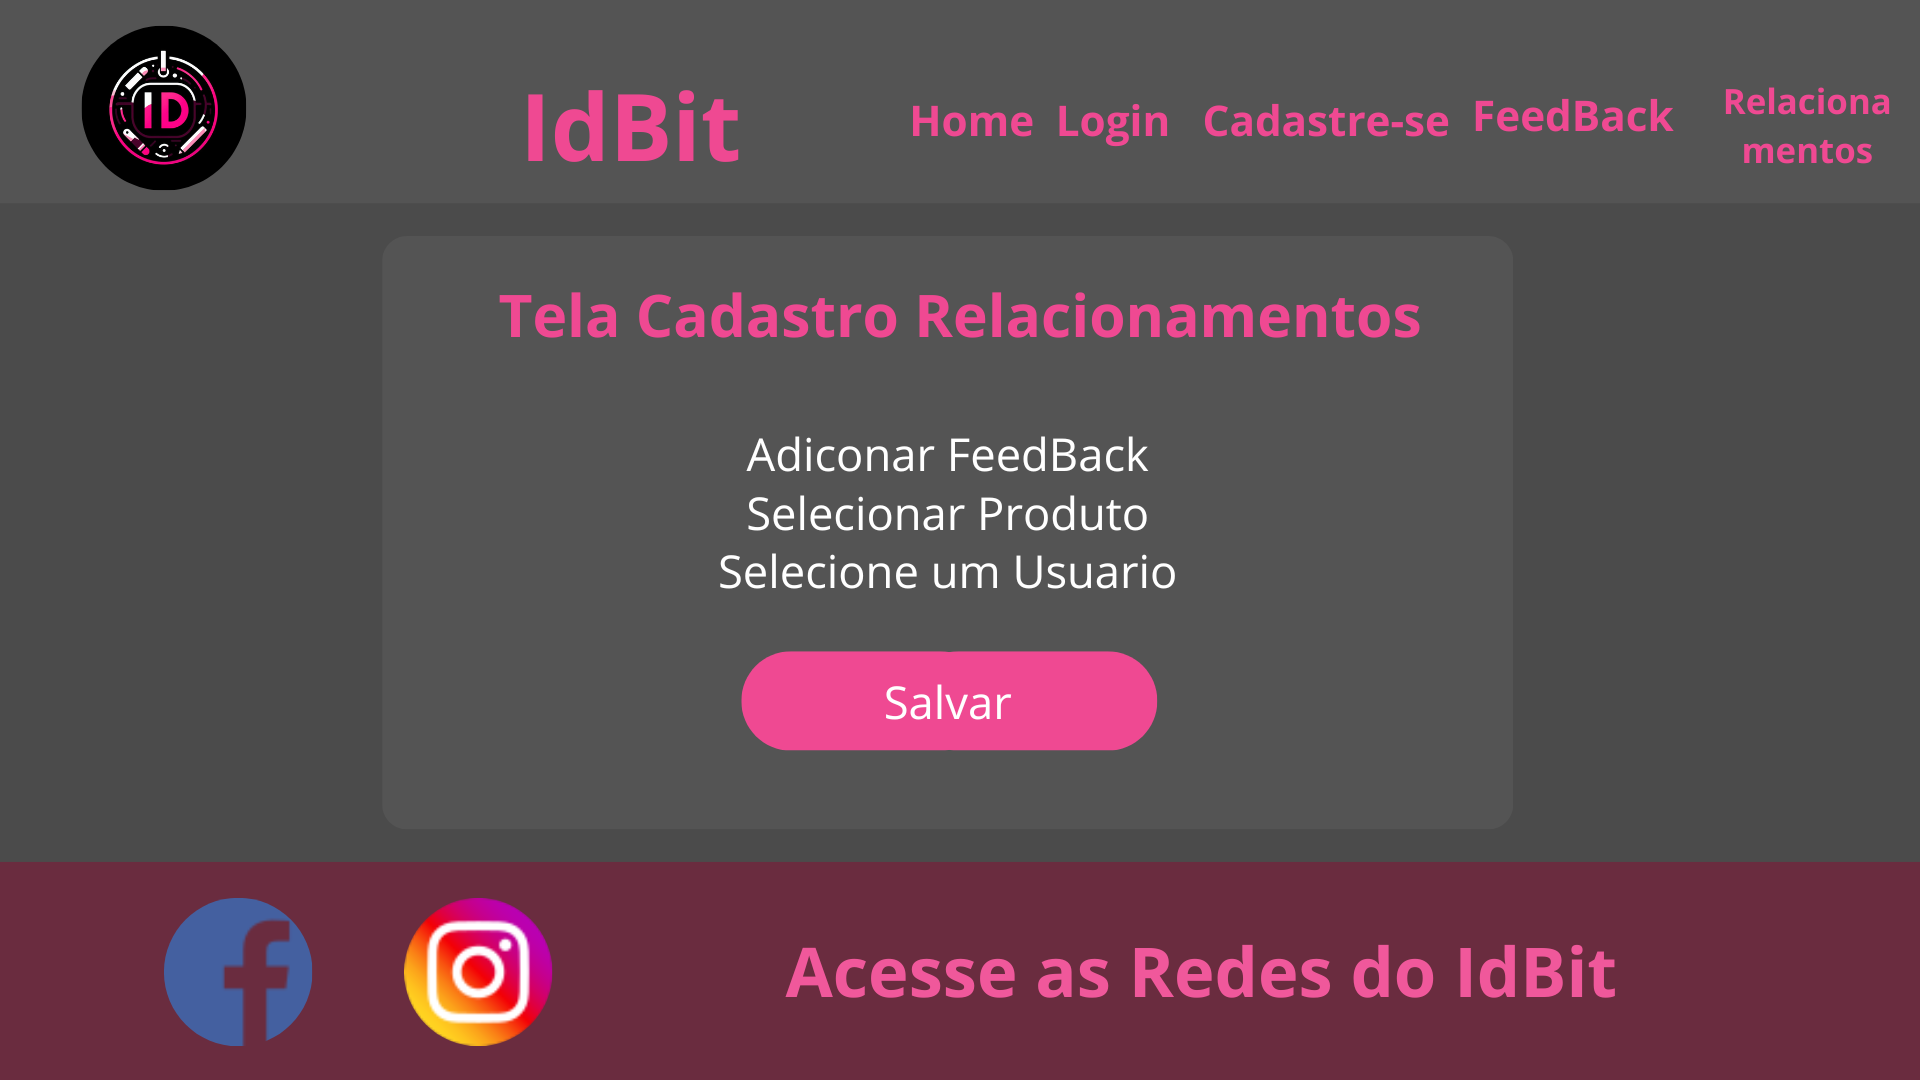 ID
IdBit
Home Login Cadastre-se FeedBack
Relaciona
mentos
Tela Cadastro Relacionamentos
Adiconar FeedBack
Selecionar Produto
Selecione um Usuario
Salvar
Acesse as Redes do IdBit